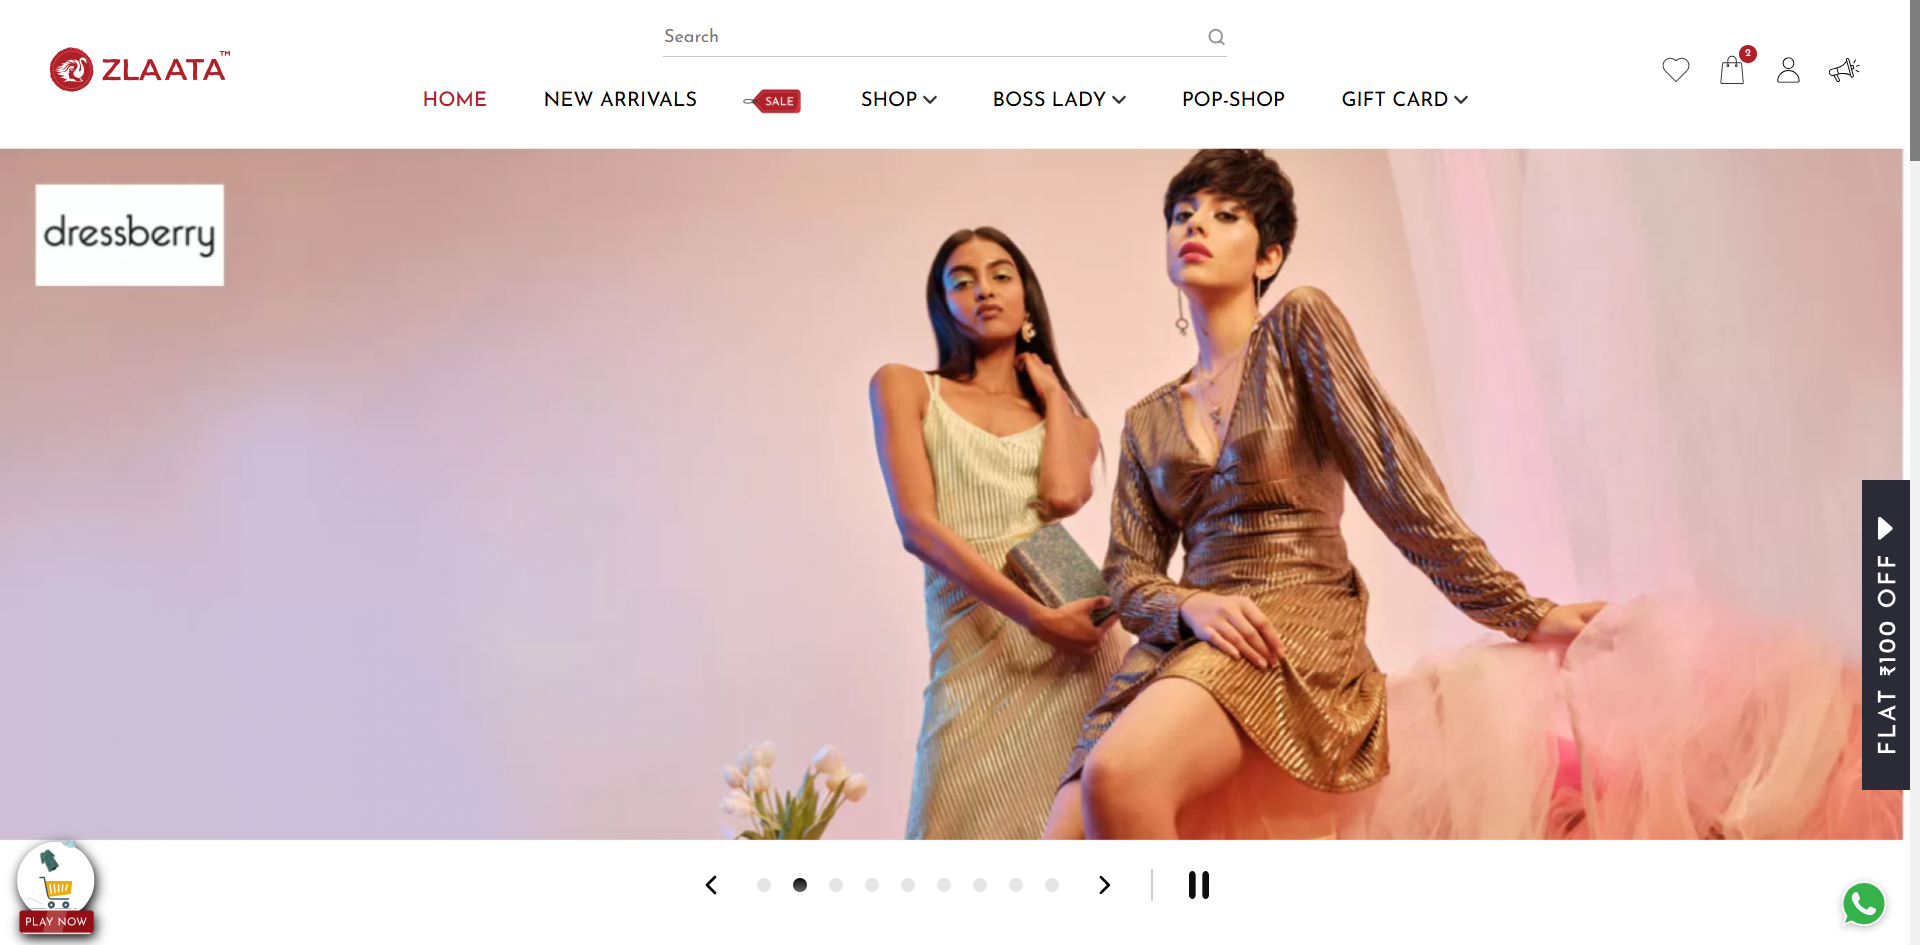 Search
ZLAATA™
2
HOME
NEW ARRIVALS
SALE
SHOP
BOSS LADY
POP-SHOP
GIFT CARD
dressberry
FLAT ₹100 OFF
PLAY NOW